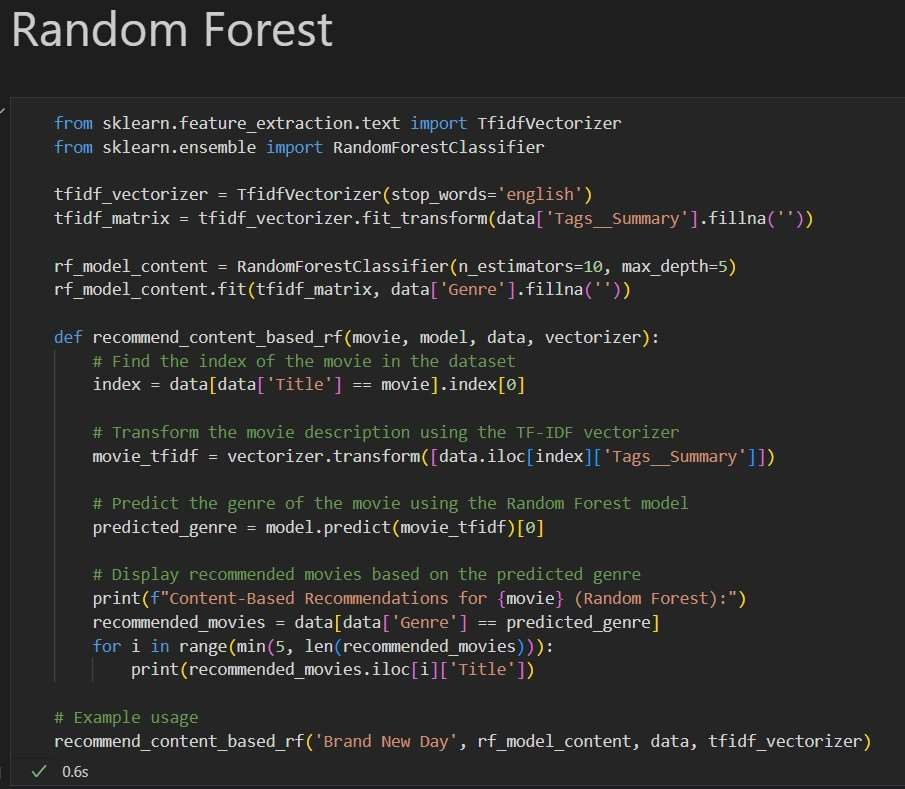 Random Forest
from sklearn.feature_extraction.text import TfidfVectorizer
from sklearn.ensemble import RandomForestClassifier
tfidf_vectorizer = TfidfVectorizer(stop_words='english')
tfidf_matrix = tfidf_vectorizer.fit_transform(data['Tags__Summary'].fillna(''))
rf_model_content = RandomForestClassifier(n_estimators=10, max_depth=5)
rf_model_content.fit(tfidf_matrix, data['Genre'].fillna(''))
def recommend_content_based_rf(movie, model, data, vectorizer):
    # Find the index of the movie in the dataset
    index = data[data['Title'] == movie].index[0]
    # Transform the movie description using the TF-IDF vectorizer
    movie_tfidf = vectorizer.transform([data.iloc[index]['Tags__Summary']])
    # Predict the genre of the movie using the Random Forest model
    predicted_genre = model.predict(movie_tfidf)[0]
    # Display recommended movies based on the predicted genre
    print(f"Content-Based Recommendations for {movie} (Random Forest):")
    recommended_movies = data[data['Genre'] == predicted_genre]
    for i in range(min(5, len(recommended_movies))):
        print(recommended_movies.iloc[i]['Title'])
# Example usage
recommend_content_based_rf('Brand New Day', rf_model_content, data, tfidf_vectorizer)
0.6s